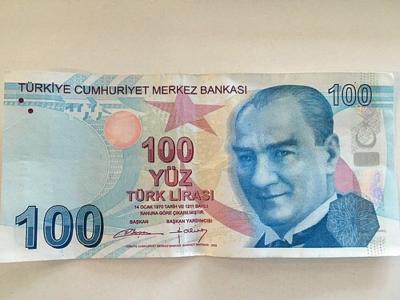 TÜRKİYE CUMHURİYET MERKEZ BANKASI
100
100
YÜZ
TÜRK LİRASI
14 OCAK 1970 TARİH VE 1211 SAYILI
KANUNA GÖRE ÇIKARILMIŞTIR.
BAŞKAN BAŞKAN YARDIMCISI
100